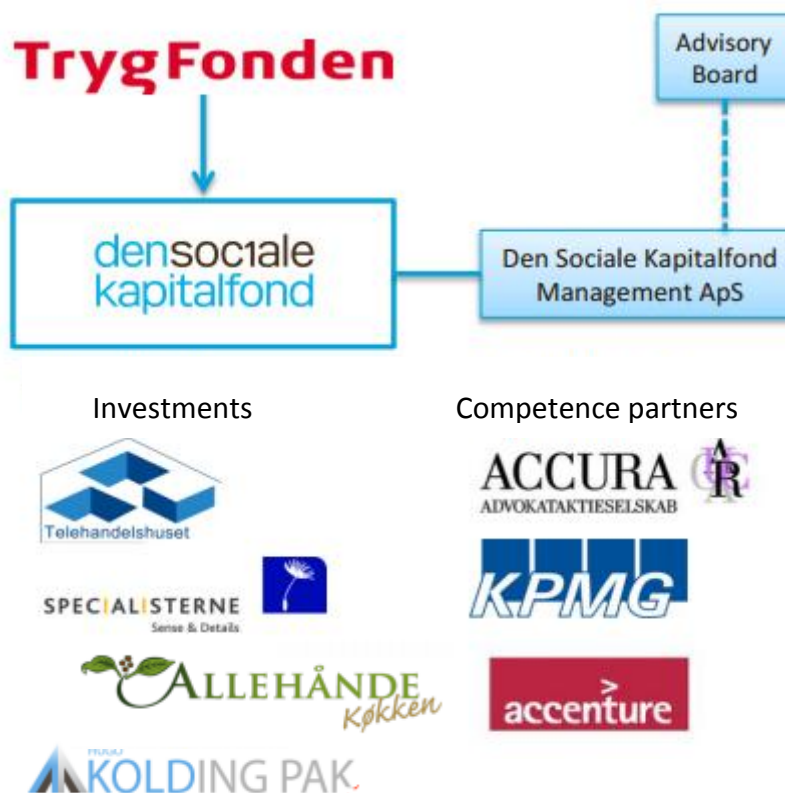 TrygFonden
Advisory
Board
densoc1ale
kapitalfond
Den Sociale Kapitalfond
Management ApS
Investments
Competence partners
Telehandelshuset
ACCURA
ADVOKATAKTIESELSKAB
SPECIALISTERNE
Sense & Details
KPMG
ALLEHÅNDE
Køkken
accenture
KOLDING PAK